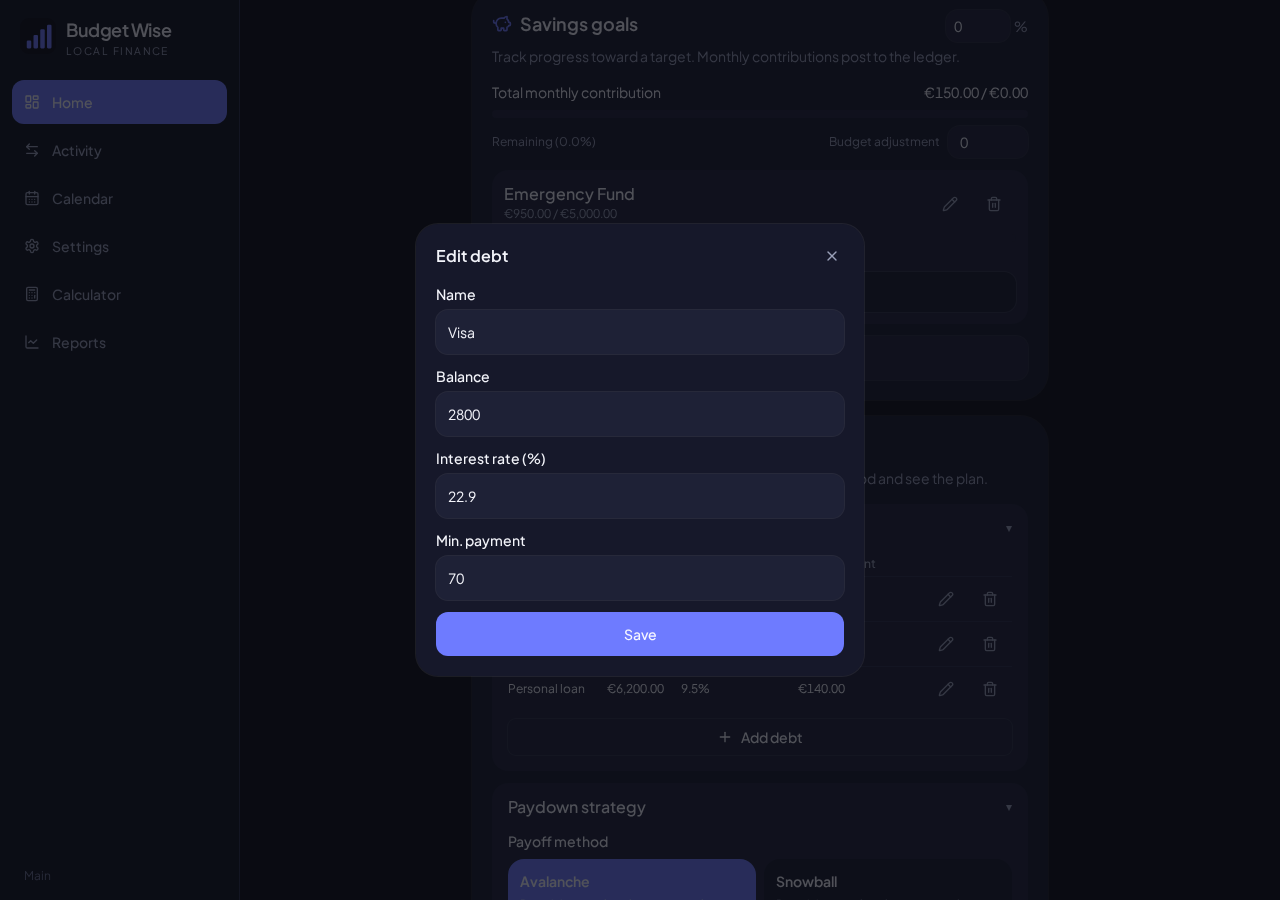 BudgetWise
LOCAL FINANCE
Home
Activity
Calendar
Settings
Calculator
Reports
Main
Savings goals
0 %
Track progress toward a target. Monthly contributions post to the ledger.
Total monthly contribution €150.00 / €0.00
Remaining (0.0%) Budget adjustment 0
Emergency Fund
€950.00 / €5,000.00
Edit debt
Name
Visa
Balance
2800
Interest rate (%)
22.9
Min. payment
70
Save
and see the plan.
Personal loan €6,200.00 9.5% €140.00
Add debt
Paydown strategy
Payoff method
Avalanche Snowball